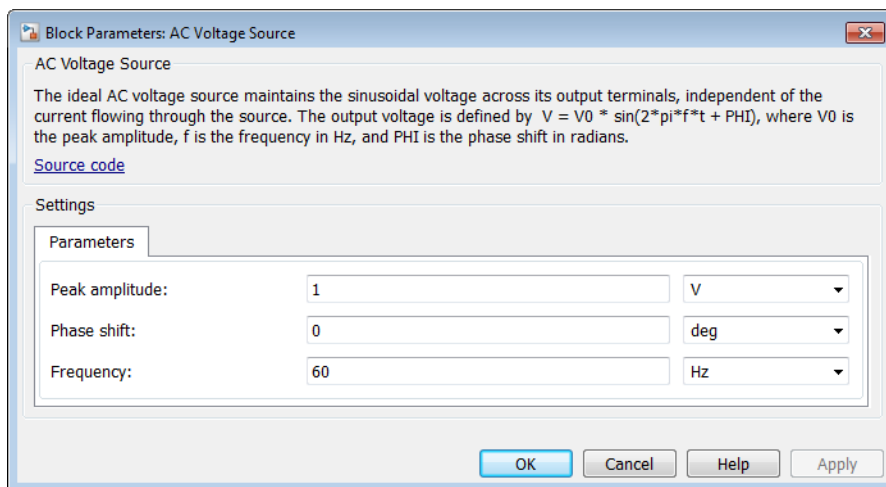 Block Parameters: AC Voltage Source
AC Voltage Source
The ideal AC voltage source maintains the sinusoidal voltage across its output terminals, independent of the
current flowing through the source. The output voltage is defined by  V = V0 * sin(2*pi*f*t + PHI), where V0 is
the peak amplitude, f is the frequency in Hz, and PHI is the phase shift in radians.
Source code
Settings
Parameters
Peak amplitude: 1 V
Phase shift: 0 deg
Frequency: 60 Hz
OK Cancel Help Apply